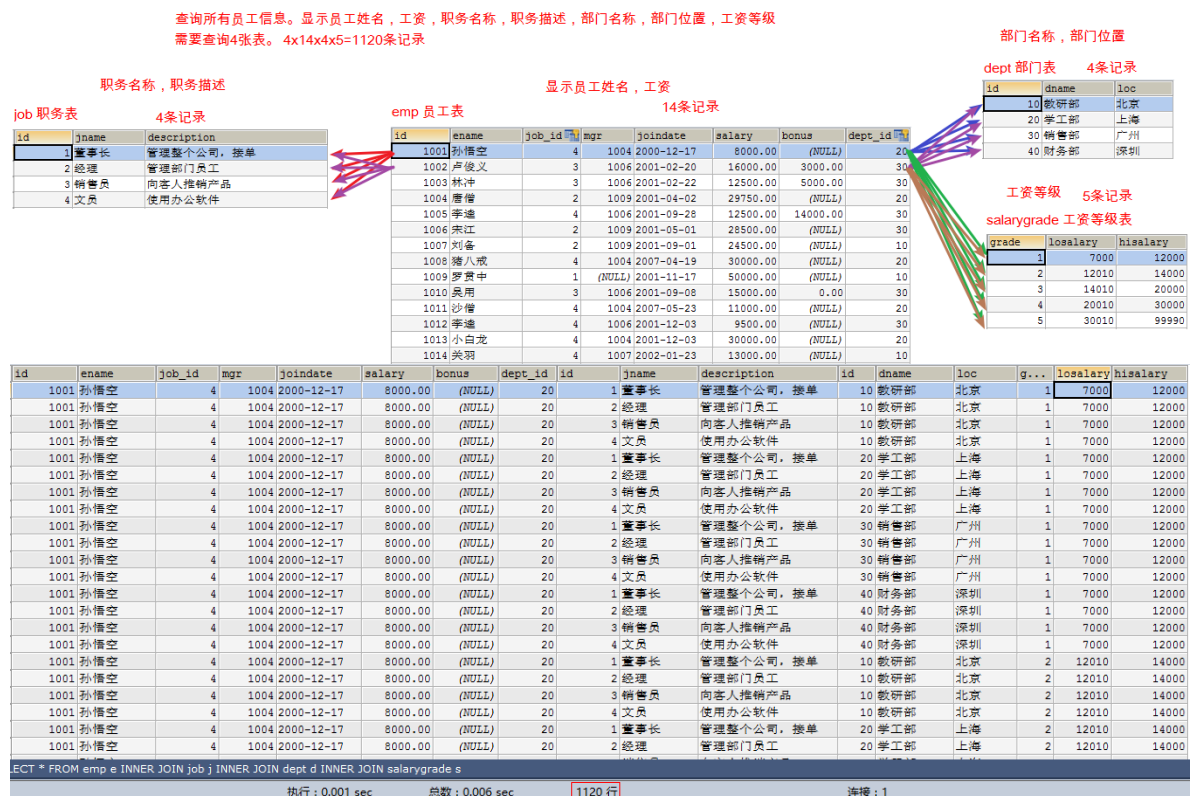 查询所有员工信息。显示员工姓名，工资，职务名称，职务描述，部门名称，部门位置，工资等级
需要查询4张表。 4x14x4x5=1120条记录
职务名称，职务描述
job 职务表 4条记录
id jname description
1 董事长 管理整个公司，接单
2 经理 管理部门员工
3 销售员 向客人推销产品
4 文员 使用办公软件
显示员工姓名，工资
emp 员工表 14条记录
id ename job_id mgr joindate salary bonus dept_id
1001 孙悟空 4 1004 2000-12-17 8000.00 (NULL) 20
1002 卢俊义 3 1006 2001-02-20 16000.00 3000.00 30
1003 林冲 3 1006 2001-02-22 12500.00 5000.00 30
1004 唐僧 2 1009 2001-04-02 29750.00 (NULL) 20
1005 李逵 4 1006 2001-09-28 12500.00 14000.00 30
1006 宋江 2 1009 2001-05-01 28500.00 (NULL) 30
1007 刘备 2 1009 2001-09-01 24500.00 (NULL) 10
1008 猪八戒 4 1004 2007-04-19 30000.00 (NULL) 20
1009 罗贯中 1 (NULL) 2001-11-17 50000.00 (NULL) 10
1010 吴用 3 1006 2001-09-08 15000.00 0.00 30
1011 沙僧 4 1004 2007-05-23 11000.00 (NULL) 20
1012 李逵 4 1006 2001-12-03 9500.00 (NULL) 30
1013 小白龙 4 1004 2001-12-03 30000.00 (NULL) 20
1014 关羽 4 1007 2002-01-23 13000.00 (NULL) 10
部门名称，部门位置
dept 部门表 4条记录
id dname loc
10 教研部 北京
20 学工部 上海
30 销售部 广州
40 财务部 深圳
工资等级 5条记录
salarygrade 工资等级表
grade losalary hisalary
1 7000 12000
2 12010 14000
3 14010 20000
4 20010 30000
5 30010 99990
id ename job_id mgr joindate salary bonus dept_id id jname description id dname loc g... losalary hisalary
1001 孙悟空 4 1004 2000-12-17 8000.00 (NULL) 20 1 董事长 管理整个公司，接单 10 教研部 北京 1 7000 12000
1001 孙悟空 4 1004 2000-12-17 8000.00 (NULL) 20 2 经理 管理部门员工 10 教研部 北京 1 7000 12000
1001 孙悟空 4 1004 2000-12-17 8000.00 (NULL) 20 3 销售员 向客人推销产品 10 教研部 北京 1 7000 12000
1001 孙悟空 4 1004 2000-12-17 8000.00 (NULL) 20 4 文员 使用办公软件 10 教研部 北京 1 7000 12000
1001 孙悟空 4 1004 2000-12-17 8000.00 (NULL) 20 1 董事长 管理整个公司，接单 20 学工部 上海 1 7000 12000
1001 孙悟空 4 1004 2000-12-17 8000.00 (NULL) 20 2 经理 管理部门员工 20 学工部 上海 1 7000 12000
1001 孙悟空 4 1004 2000-12-17 8000.00 (NULL) 20 3 销售员 向客人推销产品 20 学工部 上海 1 7000 12000
1001 孙悟空 4 1004 2000-12-17 8000.00 (NULL) 20 4 文员 使用办公软件 20 学工部 上海 1 7000 12000
1001 孙悟空 4 1004 2000-12-17 8000.00 (NULL) 20 1 董事长 管理整个公司，接单 30 销售部 广州 1 7000 12000
1001 孙悟空 4 1004 2000-12-17 8000.00 (NULL) 20 2 经理 管理部门员工 30 销售部 广州 1 7000 12000
1001 孙悟空 4 1004 2000-12-17 8000.00 (NULL) 20 3 销售员 向客人推销产品 30 销售部 广州 1 7000 12000
1001 孙悟空 4 1004 2000-12-17 8000.00 (NULL) 20 4 文员 使用办公软件 30 销售部 广州 1 7000 12000
1001 孙悟空 4 1004 2000-12-17 8000.00 (NULL) 20 1 董事长 管理整个公司，接单 40 财务部 深圳 1 7000 12000
1001 孙悟空 4 1004 2000-12-17 8000.00 (NULL) 20 2 经理 管理部门员工 40 财务部 深圳 1 7000 12000
1001 孙悟空 4 1004 2000-12-17 8000.00 (NULL) 20 3 销售员 向客人推销产品 40 财务部 深圳 1 7000 12000
1001 孙悟空 4 1004 2000-12-17 8000.00 (NULL) 20 4 文员 使用办公软件 40 财务部 深圳 1 7000 12000
1001 孙悟空 4 1004 2000-12-17 8000.00 (NULL) 20 1 董事长 管理整个公司，接单 10 教研部 北京 2 12010 14000
1001 孙悟空 4 1004 2000-12-17 8000.00 (NULL) 20 2 经理 管理部门员工 10 教研部 北京 2 12010 14000
1001 孙悟空 4 1004 2000-12-17 8000.00 (NULL) 20 3 销售员 向客人推销产品 10 教研部 北京 2 12010 14000
1001 孙悟空 4 1004 2000-12-17 8000.00 (NULL) 20 4 文员 使用办公软件 10 教研部 北京 2 12010 14000
1001 孙悟空 4 1004 2000-12-17 8000.00 (NULL) 20 1 董事长 管理整个公司，接单 20 学工部 上海 2 12010 14000
1001 孙悟空 4 1004 2000-12-17 8000.00 (NULL) 20 2 经理 管理部门员工 20 学工部 上海 2 12010 14000
LECT * FROM emp e INNER JOIN job j INNER JOIN dept d INNER JOIN salarygrade s
执行：0.001 sec 总数：0.006 sec 1120 行 连接：1